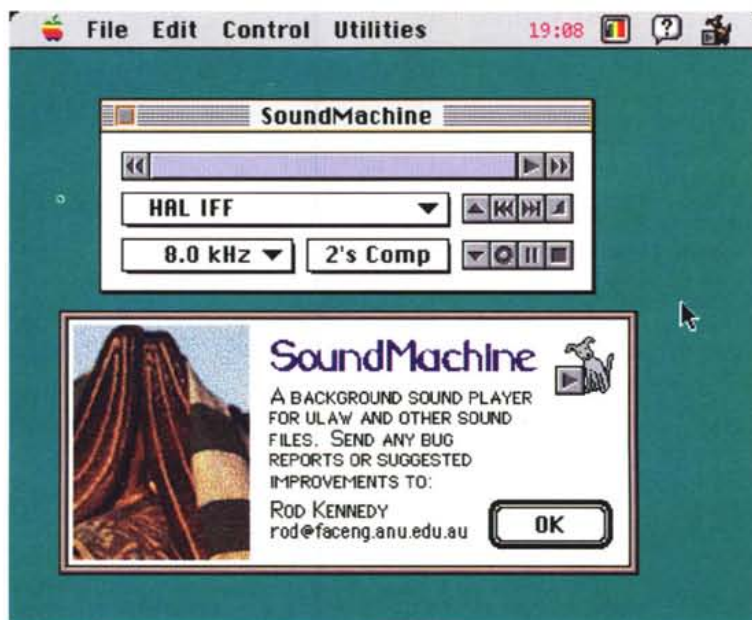 File Edit Control Utilities 19:08
SoundMachine
HAL IFF
8.0 kHz 2's Comp
SoundMachine
A BACKGROUND SOUND PLAYER
FOR ULAW AND OTHER SOUND
FILES. SEND ANY BUG
REPORTS OR SUGGESTED
IMPROVEMENTS TO:
ROD KENNEDY
rod@faceng.anu.edu.au
OK